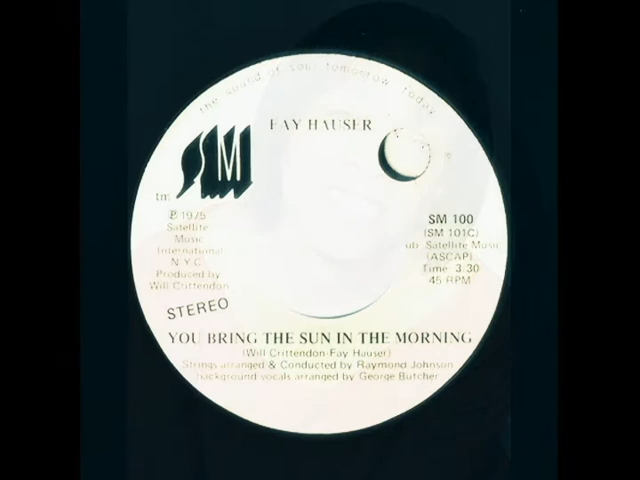 the sound of soul tomorrow today
FAY HAUSER
SM
tm
℗ 1975
Satellite
Music
International
N.Y.C.
Produced by
Will Crittendon
STEREO
SM 100
(SM 101C)
ub. Satellite Music
(ASCAP)
Time: 3.30
45 RPM
YOU BRING THE SUN IN THE MORNING
(Will Crittendon-Fay Hauser)
Strings arranged & Conducted by Raymond Johnson
background vocals arranged by George Butcher